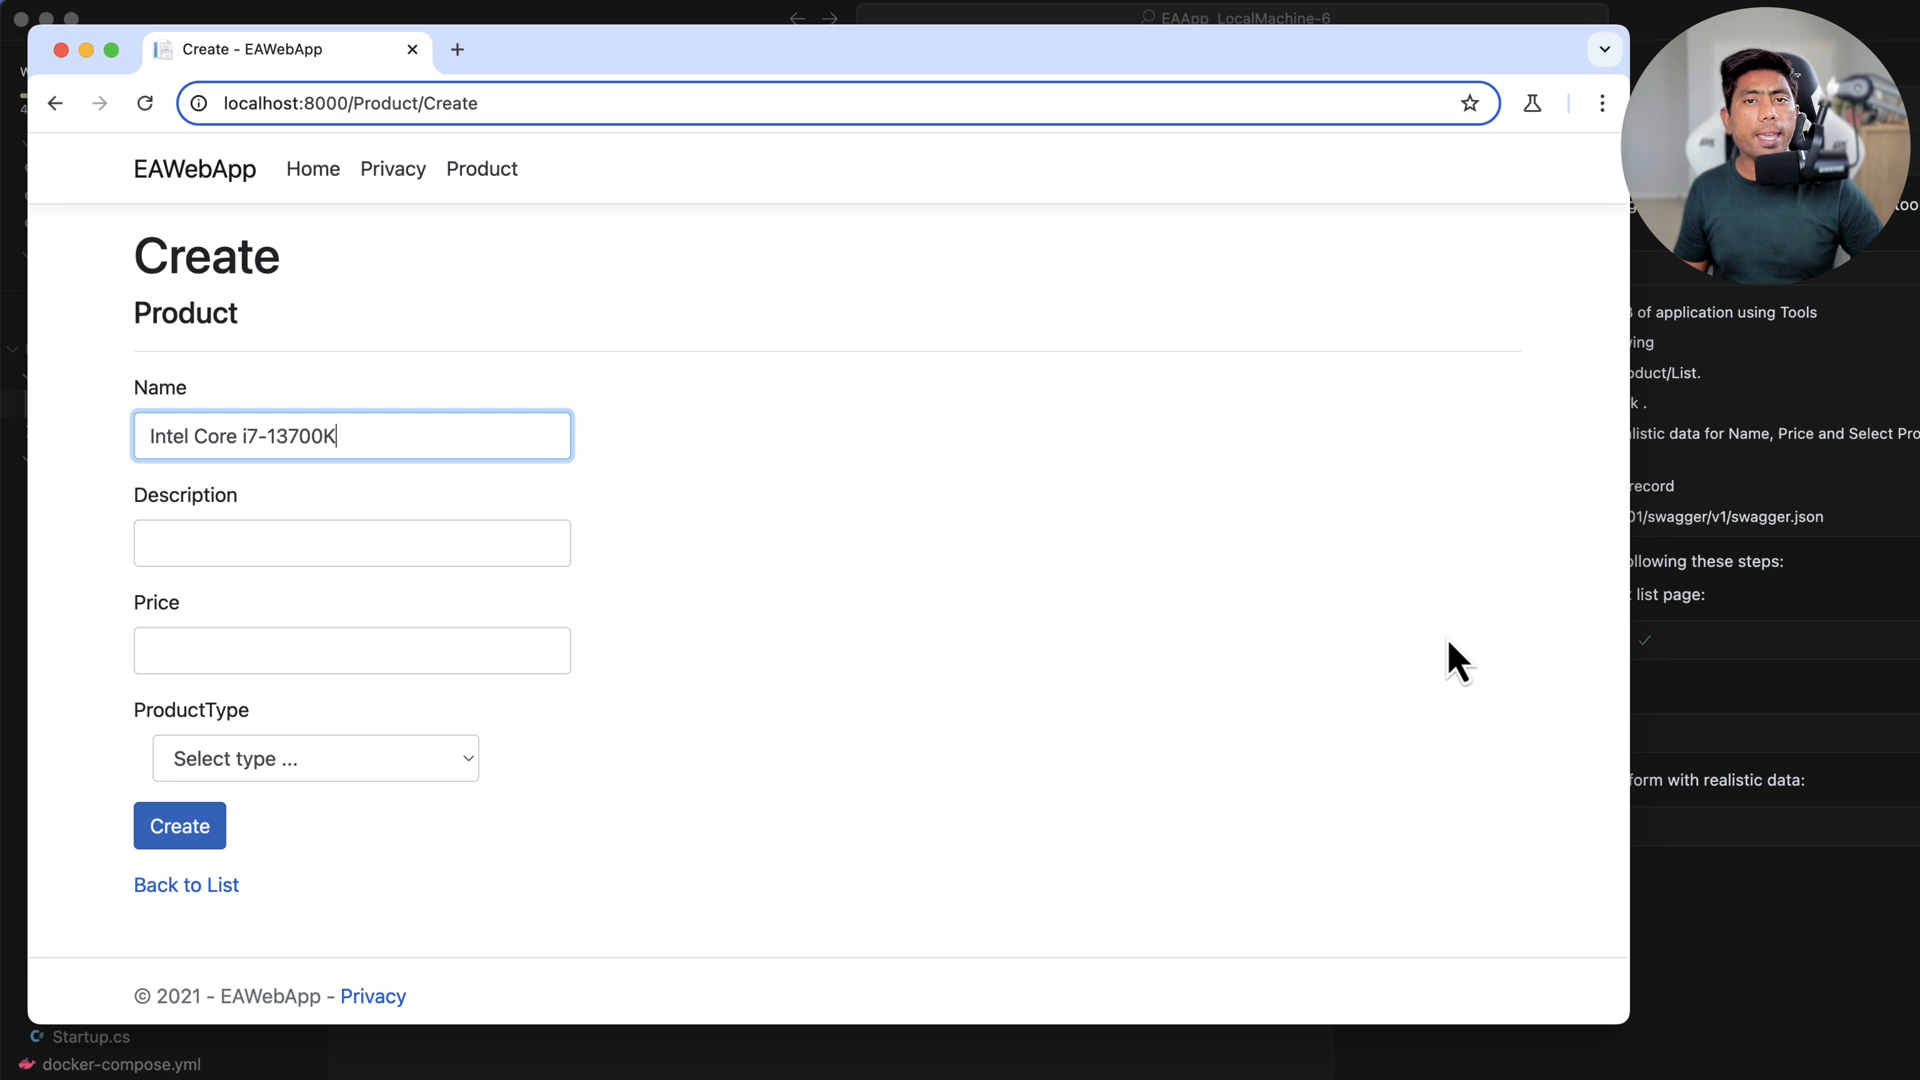 EAApp_LocalMachine-6
Create - EAWebApp
localhost:8000/Product/Create
EAWebApp Home Privacy Product
Create
Product
Name
Intel Core i7-13700K
Description
Price
ProductType
Select type ...
Create
Back to List
© 2021 - EAWebApp - Privacy
of application using Tools
oduct/List.
k .
listic data for Name, Price and Select Pro
record
01/swagger/v1/swagger.json
ollowing these steps:
list page:
form with realistic data:
Startup.cs
docker-compose.yml